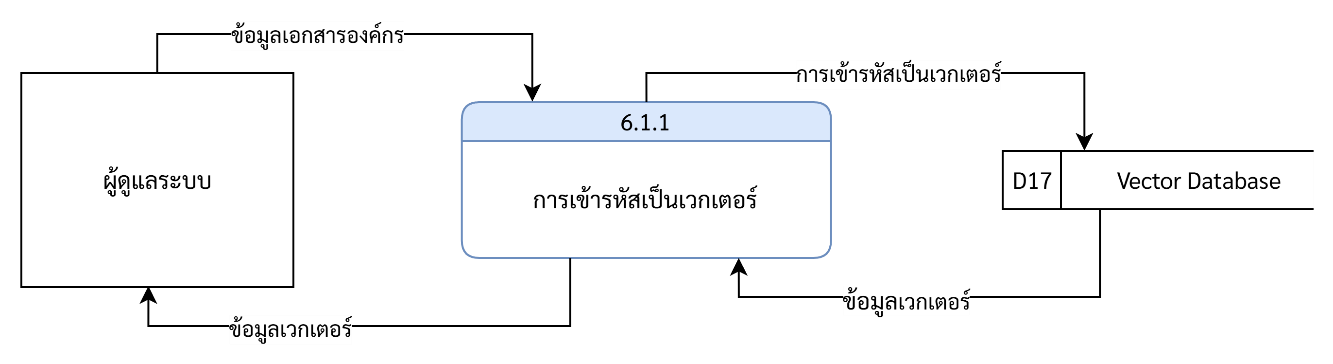 ข้อมูลเอกสารองค์กร
การเข้ารหัสเป็นเวกเตอร์
6.1.1
ผู้ดูแลระบบ
การเข้ารหัสเป็นเวกเตอร์
D17 Vector Database
ข้อมูลเวกเตอร์
ข้อมูลเวกเตอร์